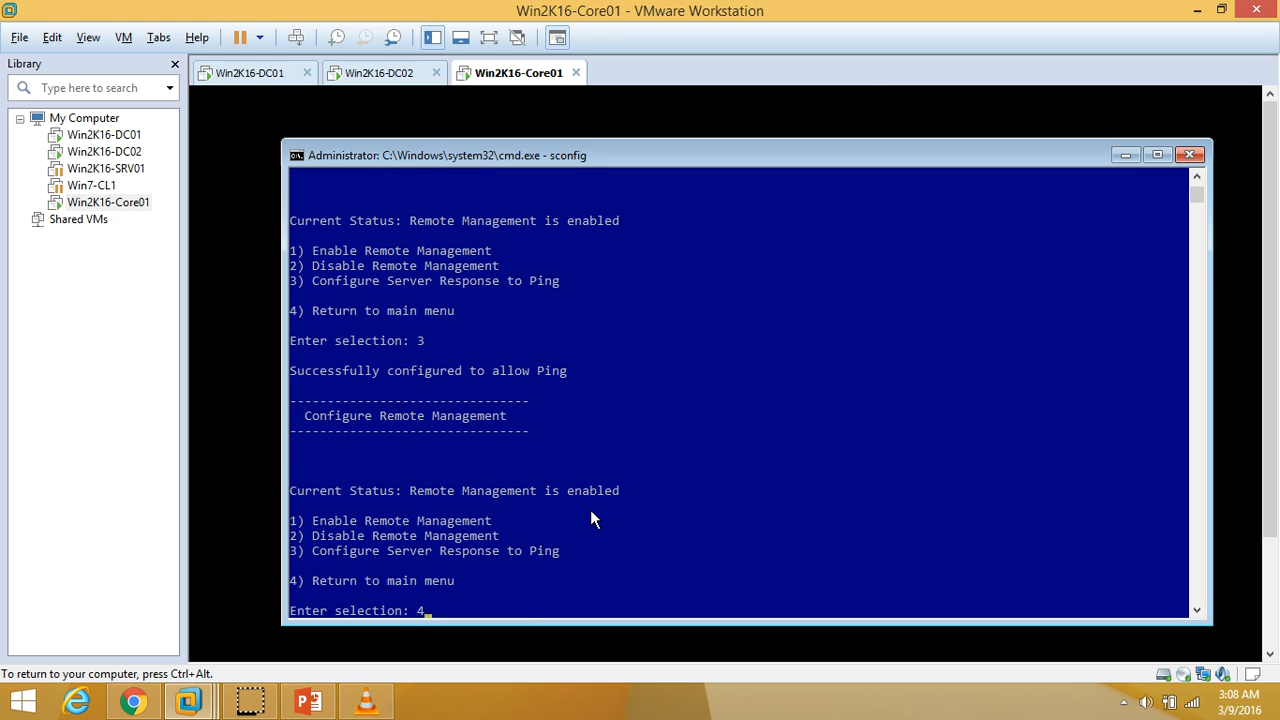 Win2K16-Core01 - VMware Workstation
File Edit View VM Tabs Help
Library
Win2K16-DC01
Win2K16-DC02
Win2K16-Core01
Type here to search
My Computer
Win2K16-DC01
Win2K16-DC02
Win2K16-SRV01
Win7-CL1
Win2K16-Core01
Shared VMs
Administrator: C:\Windows\system32\cmd.exe - sconfig
Current Status: Remote Management is enabled
1) Enable Remote Management
2) Disable Remote Management
3) Configure Server Response to Ping
4) Return to main menu
Enter selection: 3
Successfully configured to allow Ping
--------------------------------
Configure Remote Management
--------------------------------
Current Status: Remote Management is enabled
1) Enable Remote Management
2) Disable Remote Management
3) Configure Server Response to Ping
4) Return to main menu
Enter selection: 4_
To return to your computer, press Ctrl+Alt.
3:08 AM
3/9/2016